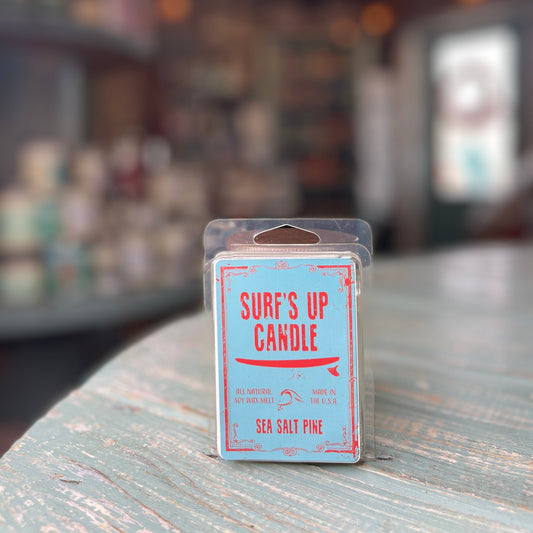 SURF'S UP
CANDLE
ALL NATURAL
SOY WAX MELT
MADE IN
THE U.S.A.
SEA SALT PINE